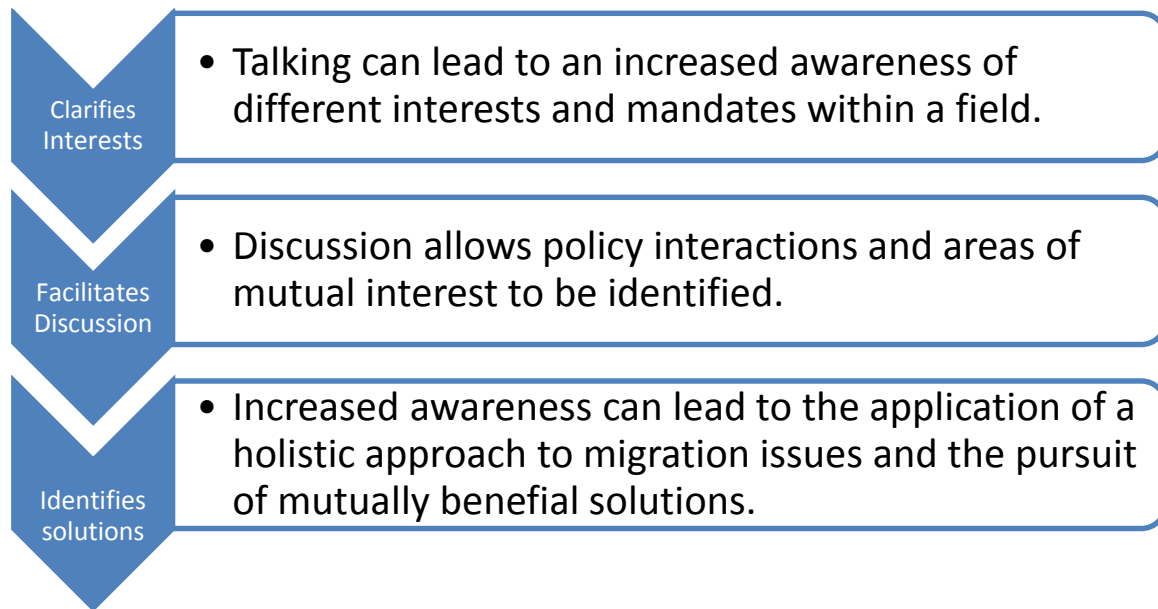 Clarifies
Interests
• Talking can lead to an increased awareness of
different interests and mandates within a field.
Facilitates
Discussion
• Discussion allows policy interactions and areas of
mutual interest to be identified.
Identifies
solutions
• Increased awareness can lead to the application of a
holistic approach to migration issues and the pursuit
of mutually benefial solutions.